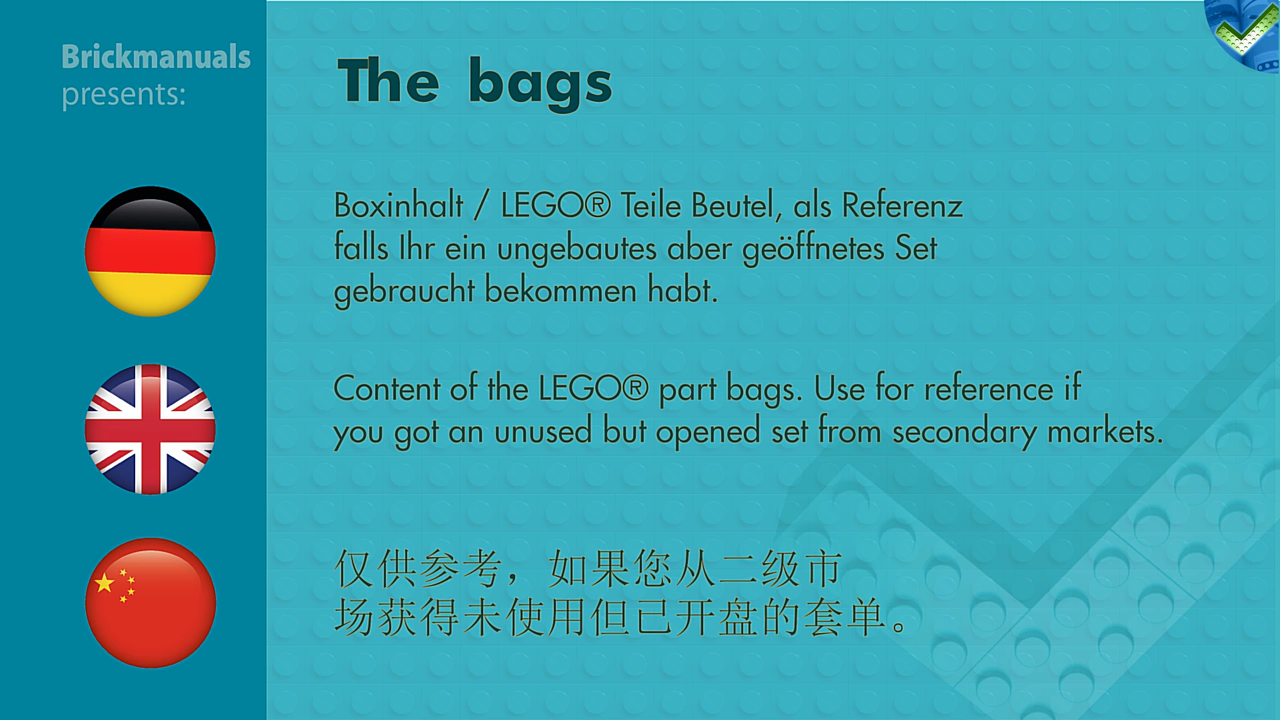 Brickmanuals
presents:
The bags
Boxinhalt / LEGO® Teile Beutel, als Referenz
falls Ihr ein ungebautes aber geöffnetes Set
gebraucht bekommen habt.
Content of the LEGO® part bags. Use for reference if
you got an unused but opened set from secondary markets.
仅供参考，如果您从二级市
场获得未使用但已开盘的套单。